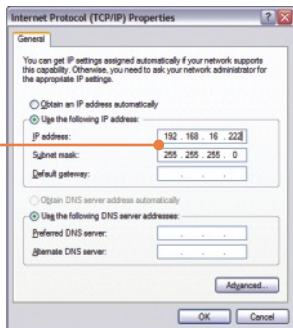 Internet Protocol (TCP/IP) Properties
General
You can get IP settings assigned automatically if your network supports
this capability. Otherwise, you need to ask your network administrator for
the appropriate IP settings.
Obtain an IP address automatically
Use the following IP address:
IP address: 192 . 168 . 16 . 222
Subnet mask: 255 . 255 . 255 . 0
Default gateway: . . .
Obtain DNS server address automatically
Use the following DNS server addresses:
Preferred DNS server: . . .
Alternate DNS server: . . .
Advanced...
OK Cancel